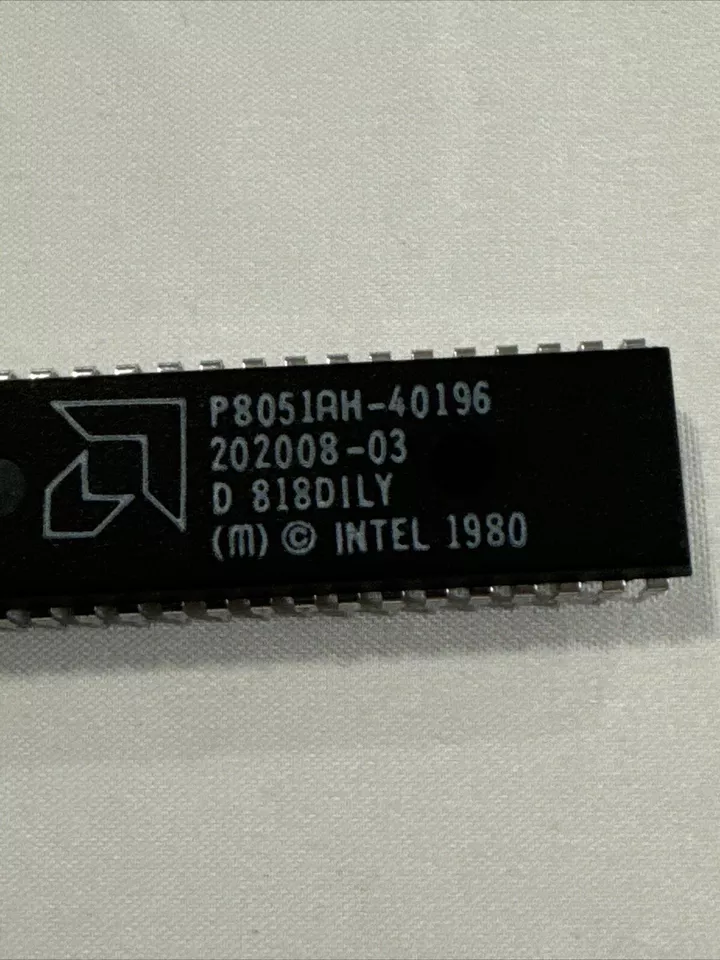 P8051AH-40196
202008-03
D 818DILY
(M) © INTEL 1980